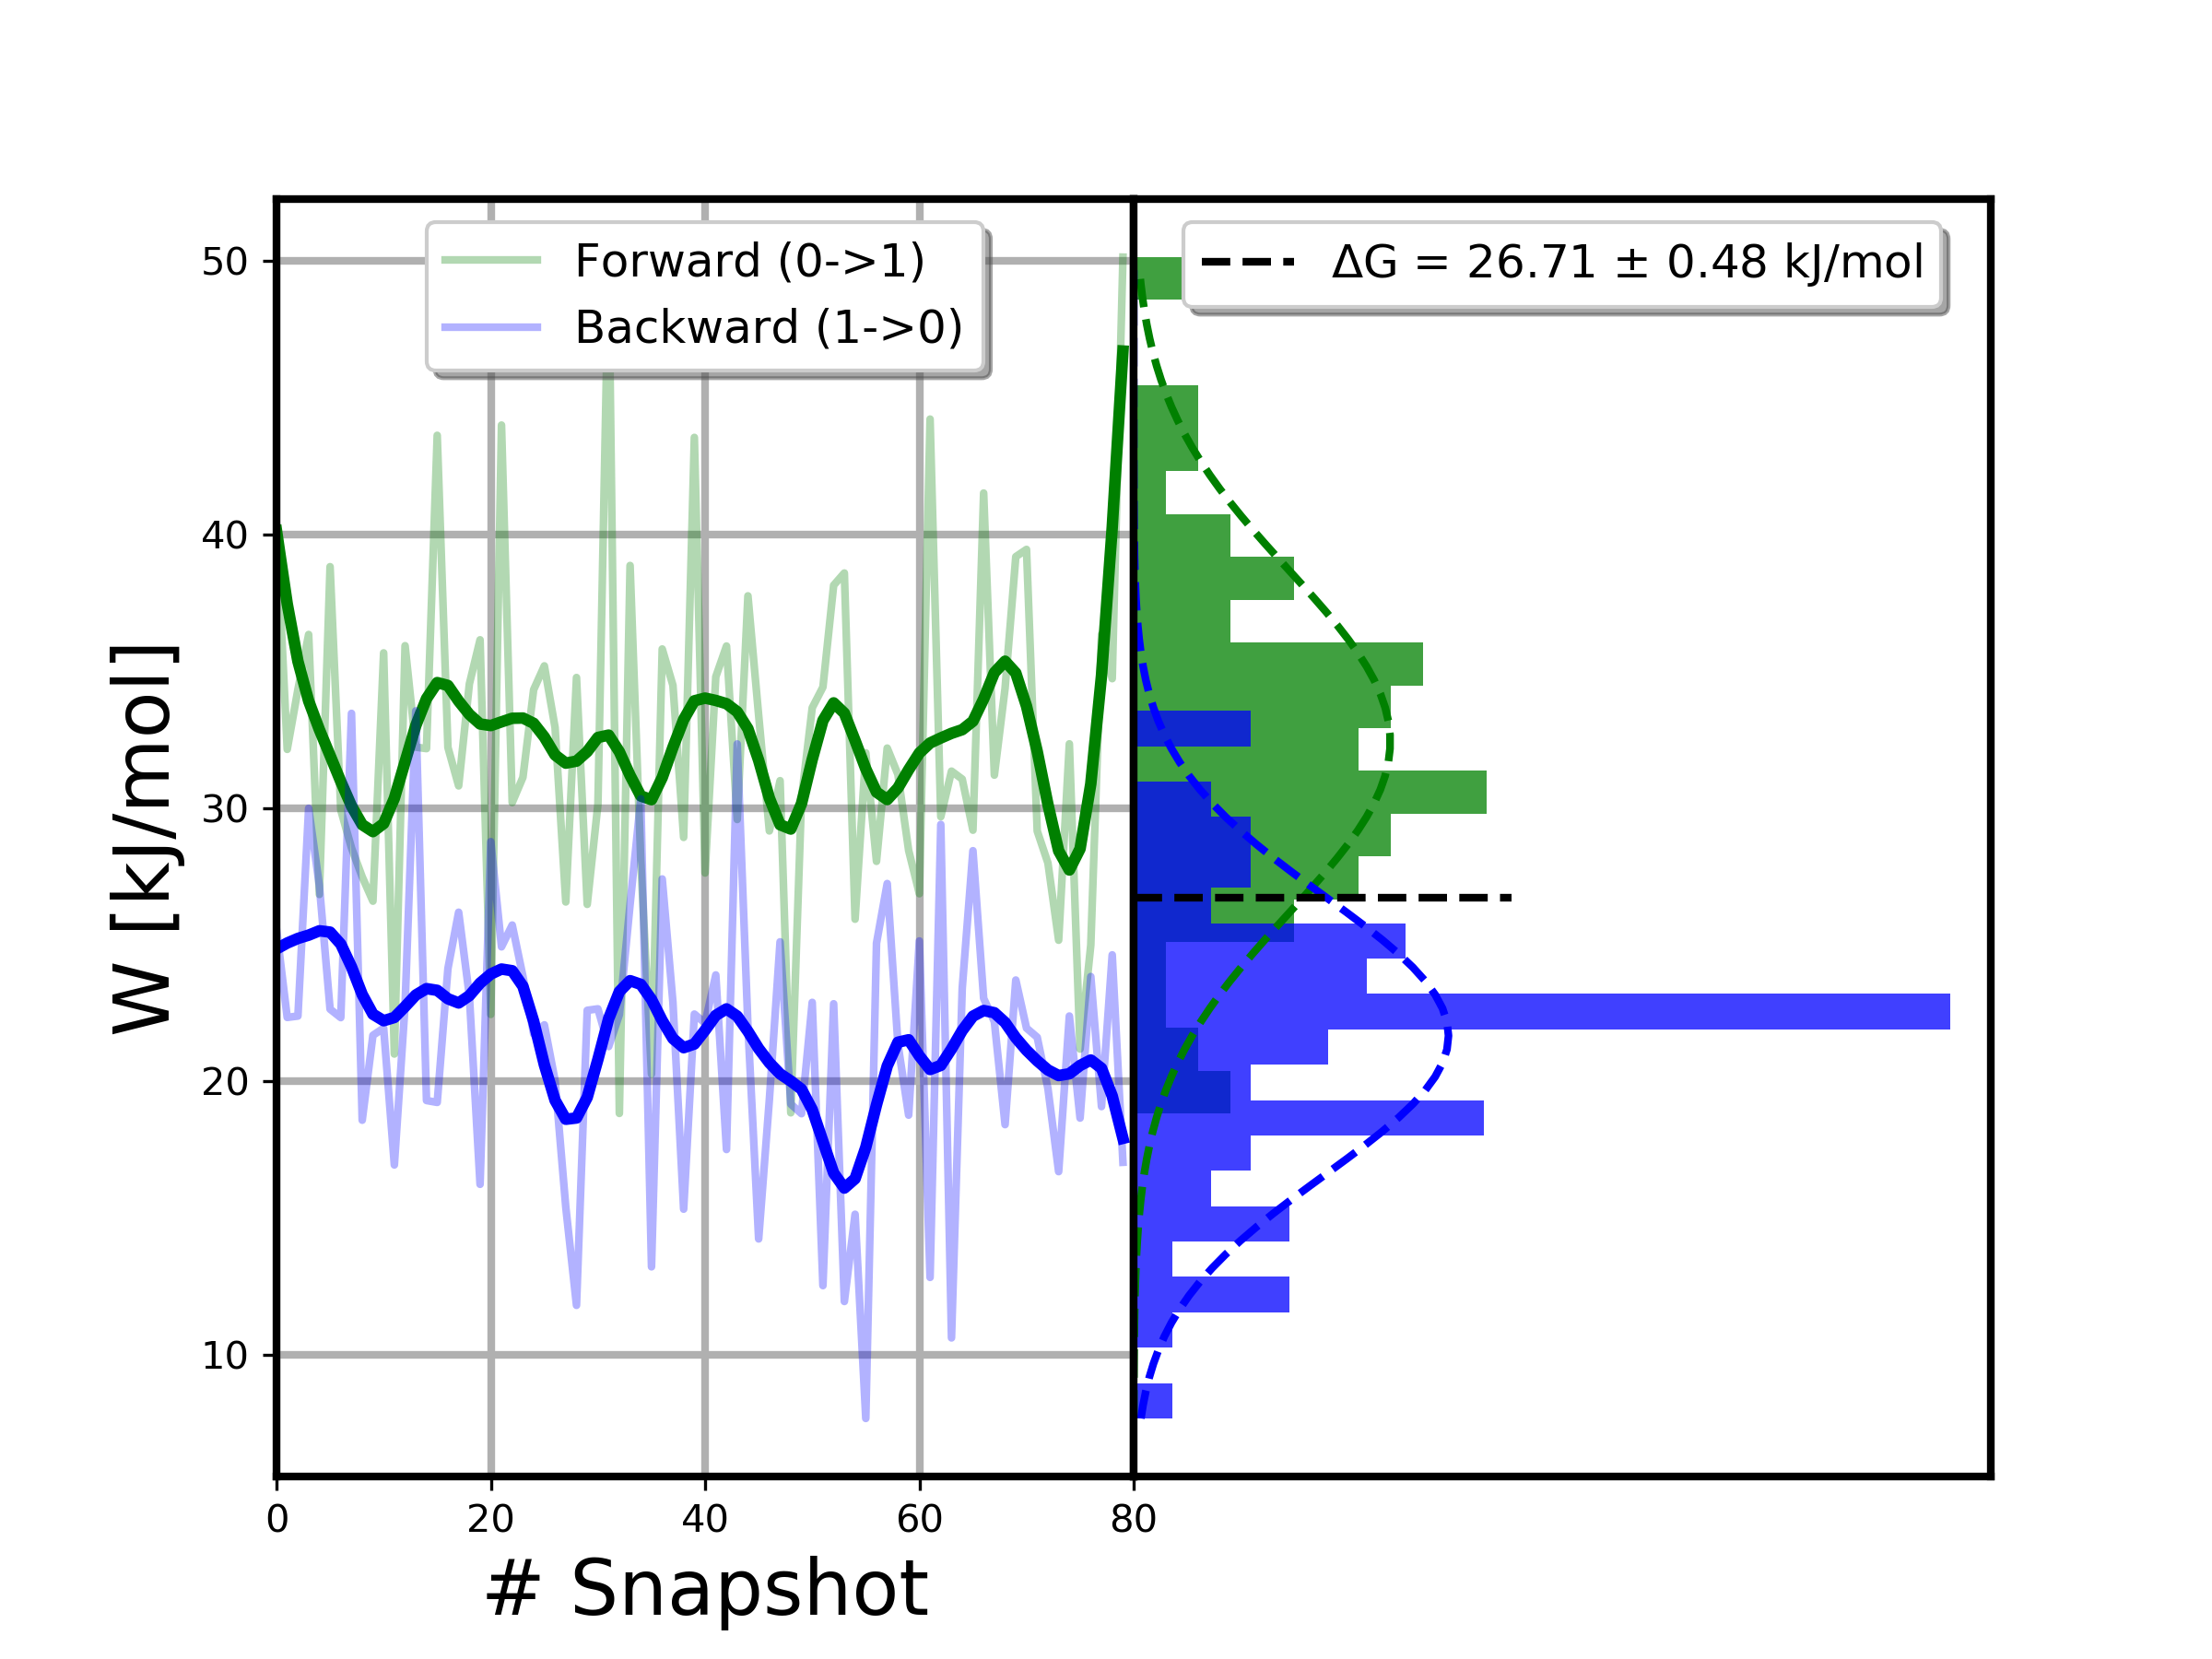 Forward (0->1)
Backward (1->0)
ΔG = 26.71 ± 0.48 kJ/mol
50
40
30
20
10
W [kJ/mol]
0 20 40 60 80
# Snapshot